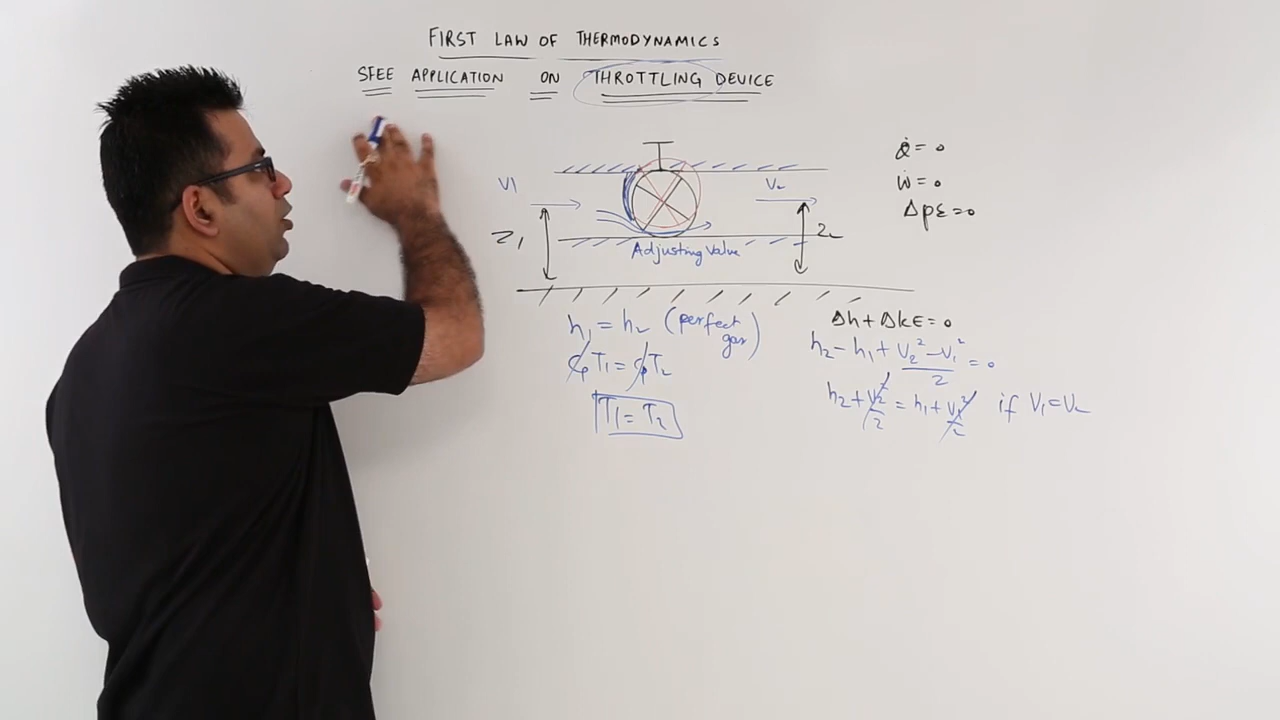 FIRST LAW OF THERMODYNAMICS
SFEE APPLICATION ON THROTTLING DEVICE
Q̇ = 0
Ẇ = 0
ΔPE = 0
V1
V2
Z1
Z2
Adjusting Valve
h1 = h2 (perfect gas)
Cp T1 = Cp T2
T1 = T2
Δh + ΔKE = 0
h2 - h1 + V2² - V1² / 2 = 0
h2 + V2²/2 = h1 + V1²/2 if V1 = V2